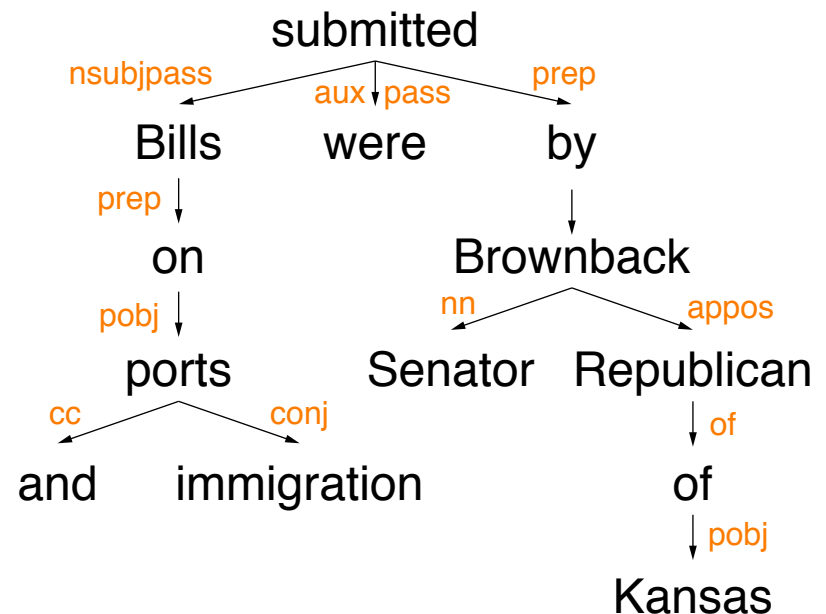 submitted
nsubjpass aux pass prep
Bills were by
prep
on Brownback
pobj nn appos
ports Senator Republican
cc conj of
and immigration of
pobj
Kansas